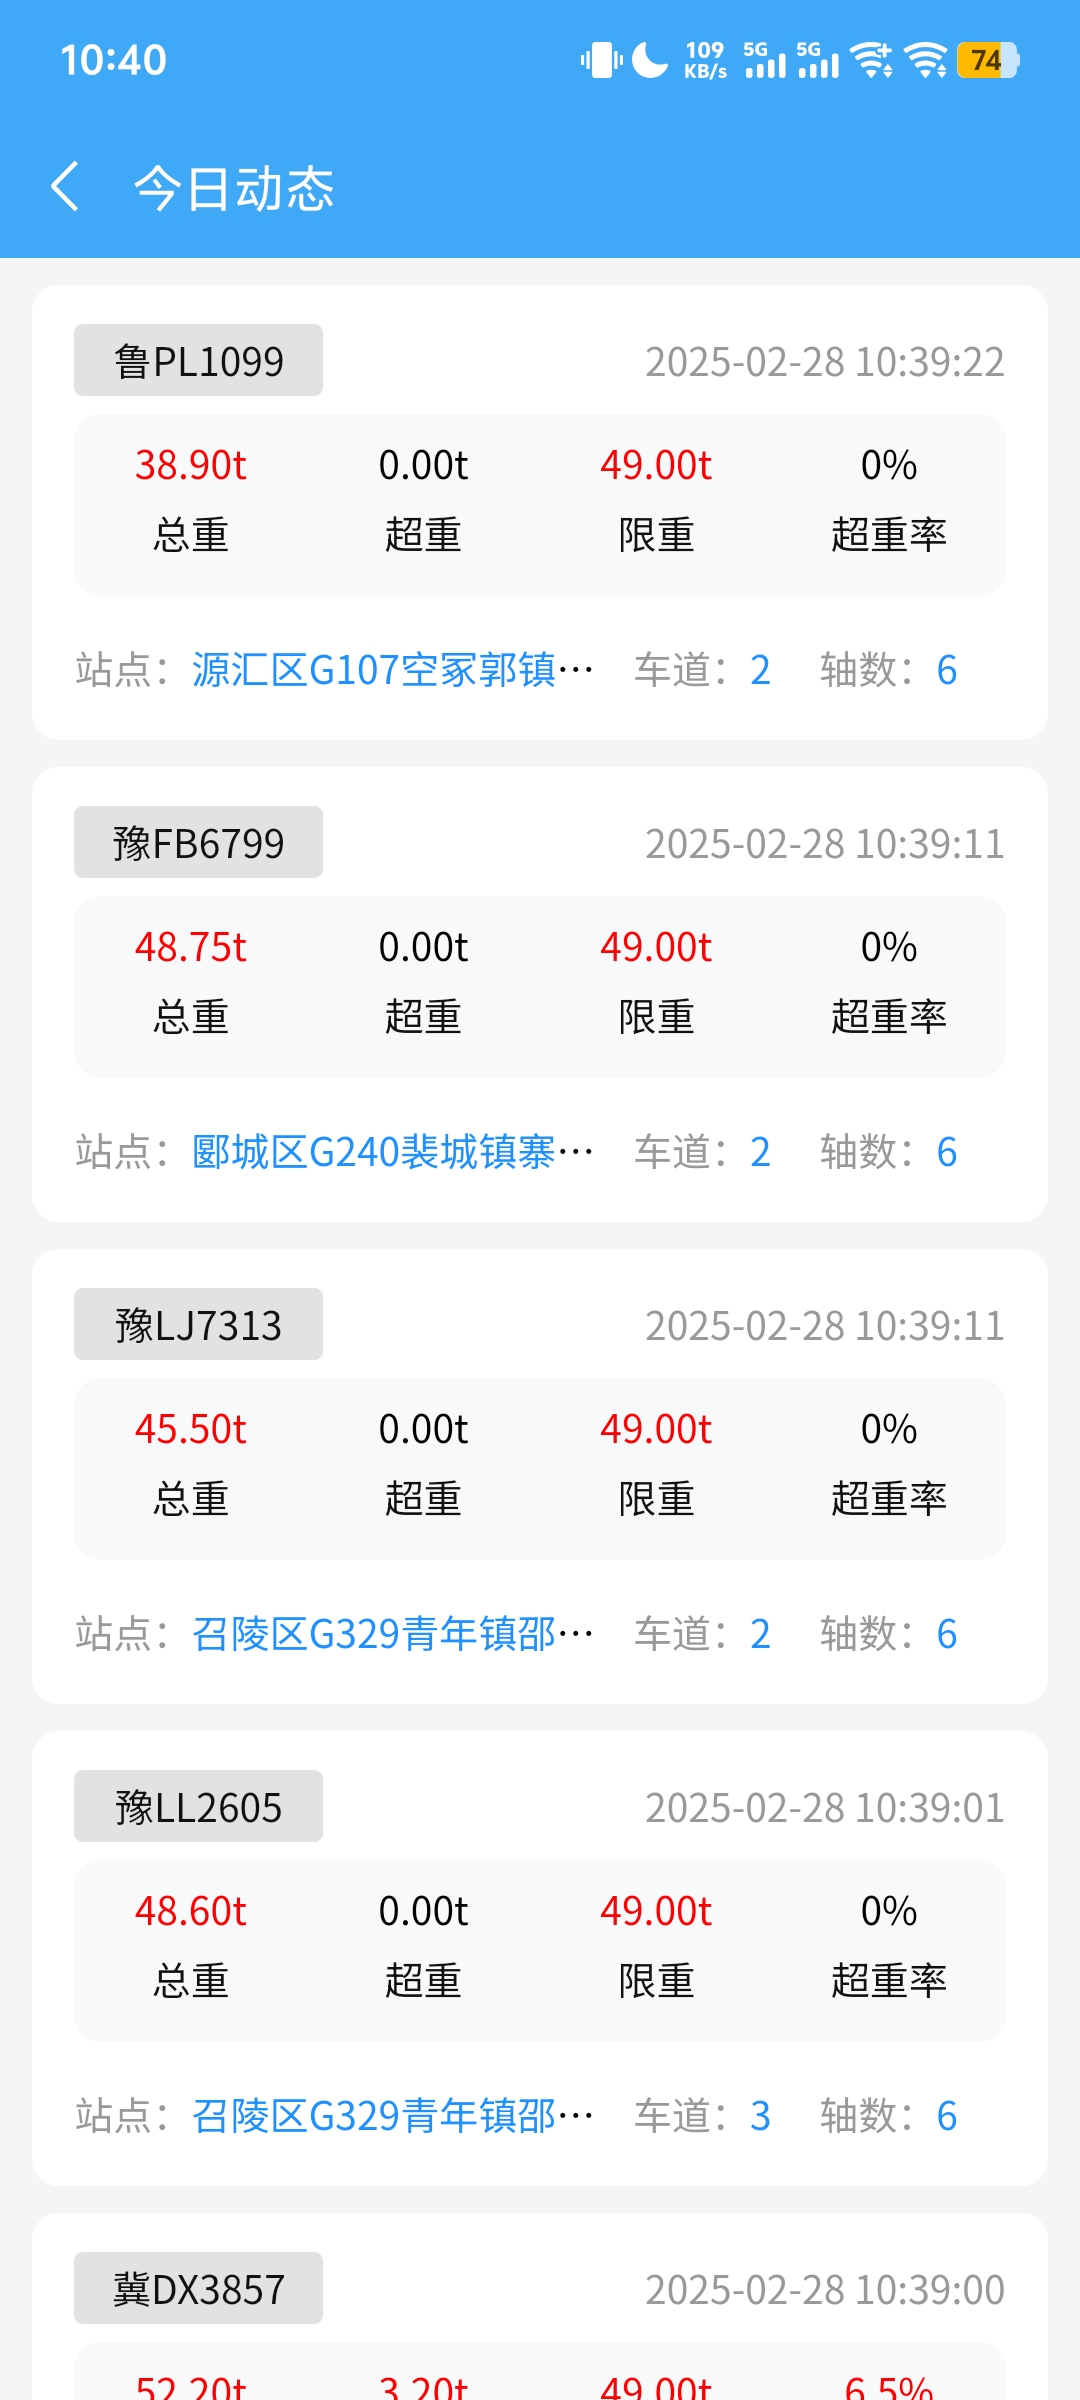 10:40
109 KB/s 5G 5G 74
今日动态
鲁PL1099 2025-02-28 10:39:22
38.90t 0.00t 49.00t 0%
总重 超重 限重 超重率
站点：源汇区G107空冢郭镇… 车道：2 轴数：6
豫FB6799 2025-02-28 10:39:11
48.75t 0.00t 49.00t 0%
总重 超重 限重 超重率
站点：郾城区G240裴城镇寨… 车道：2 轴数：6
豫LJ7313 2025-02-28 10:39:11
45.50t 0.00t 49.00t 0%
总重 超重 限重 超重率
站点：召陵区G329青年镇邵… 车道：2 轴数：6
豫LL2605 2025-02-28 10:39:01
48.60t 0.00t 49.00t 0%
总重 超重 限重 超重率
站点：召陵区G329青年镇邵… 车道：3 轴数：6
冀DX3857 2025-02-28 10:39:00
52.20t 3.20t 49.00t 6.5%